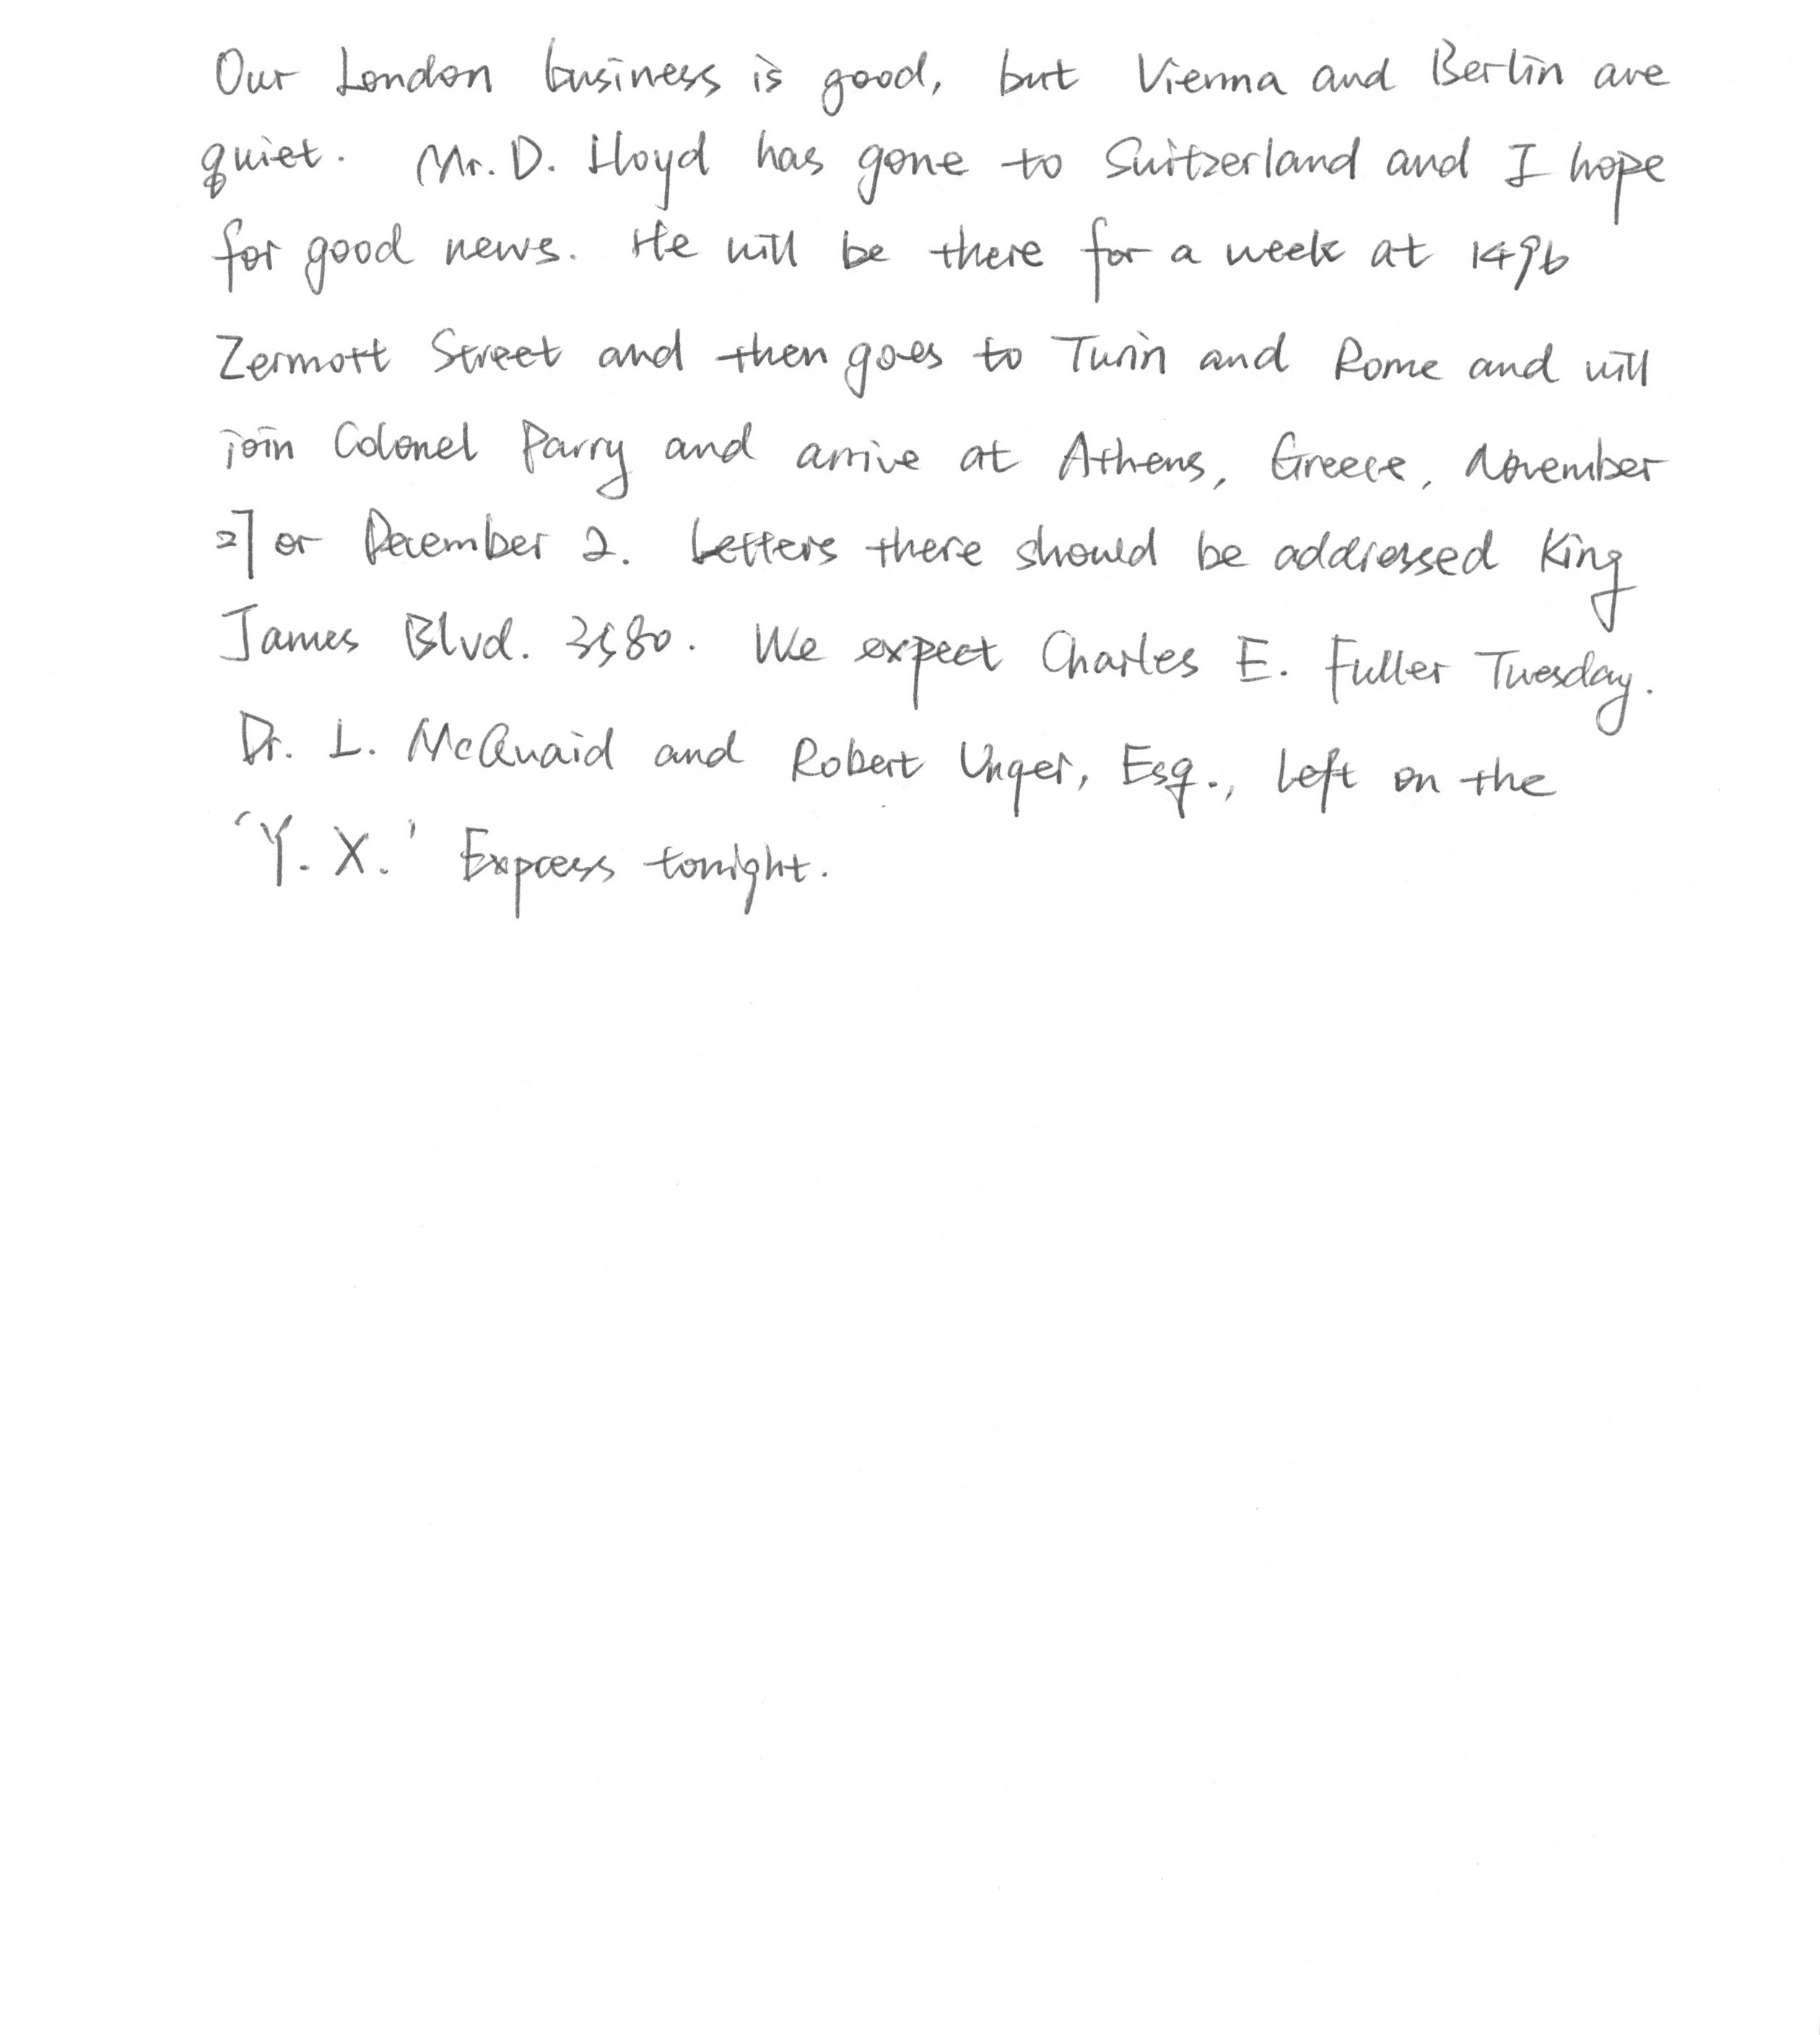 Our London business is good, but Vienna and Berlin are
quiet. Mr. D. Lloyd has gone to Switzerland and I hope
for good news. He will be there for a week at 1496
Zermott Street and then goes to Turin and Rome and will
join Colonel Parry and arrive at Athens, Greece, November
27 or December 2. Letters there should be addressed King
James Blvd. 3580. We expect Charles E. Fuller Tuesday.
Dr. L. McQuaid and Robert Unger, Esq., left on the
'Y. X.' Express tonight.